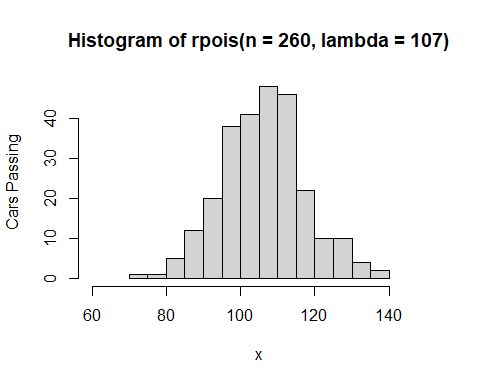 Histogram of rpois(n = 260, lambda = 107)
Cars Passing
40
30
20
10
0
60 80 100 120 140
x